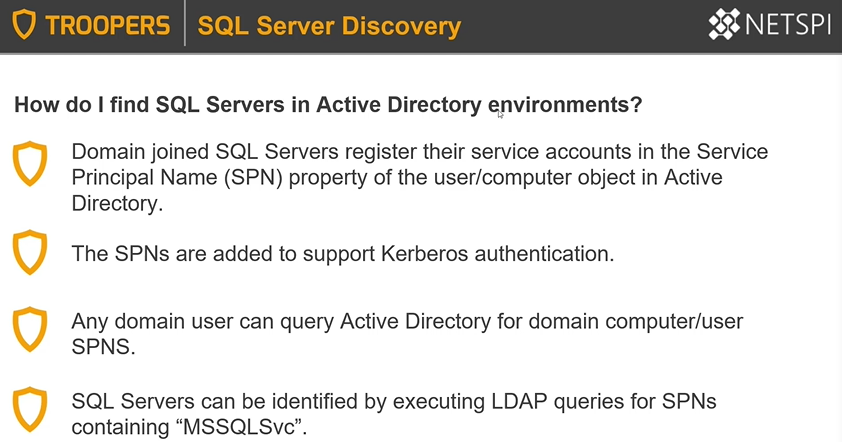 TROOPERS
SQL Server Discovery
NETSPI
How do I find SQL Servers in Active Directory environments?
Domain joined SQL Servers register their service accounts in the Service
Principal Name (SPN) property of the user/computer object in Active
Directory.
The SPNs are added to support Kerberos authentication.
Any domain user can query Active Directory for domain computer/user
SPNS.
SQL Servers can be identified by executing LDAP queries for SPNs
containing “MSSQLSvc”.